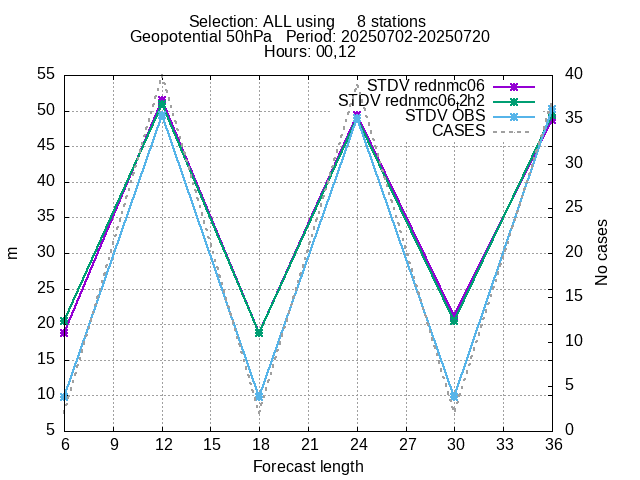 Selection: ALL using     8 stations
Geopotential 50hPa   Period: 20250702-20250720
Hours: 00,12
STDV rednmc06
STDV rednmc06.2h2
STDV OBS
CASES
55
50
45
40
35
30
25
20
15
10
5
m
40
35
30
25
20
15
10
5
0
No cases
6 9 12 15 18 21 24 27 30 33 36
Forecast length